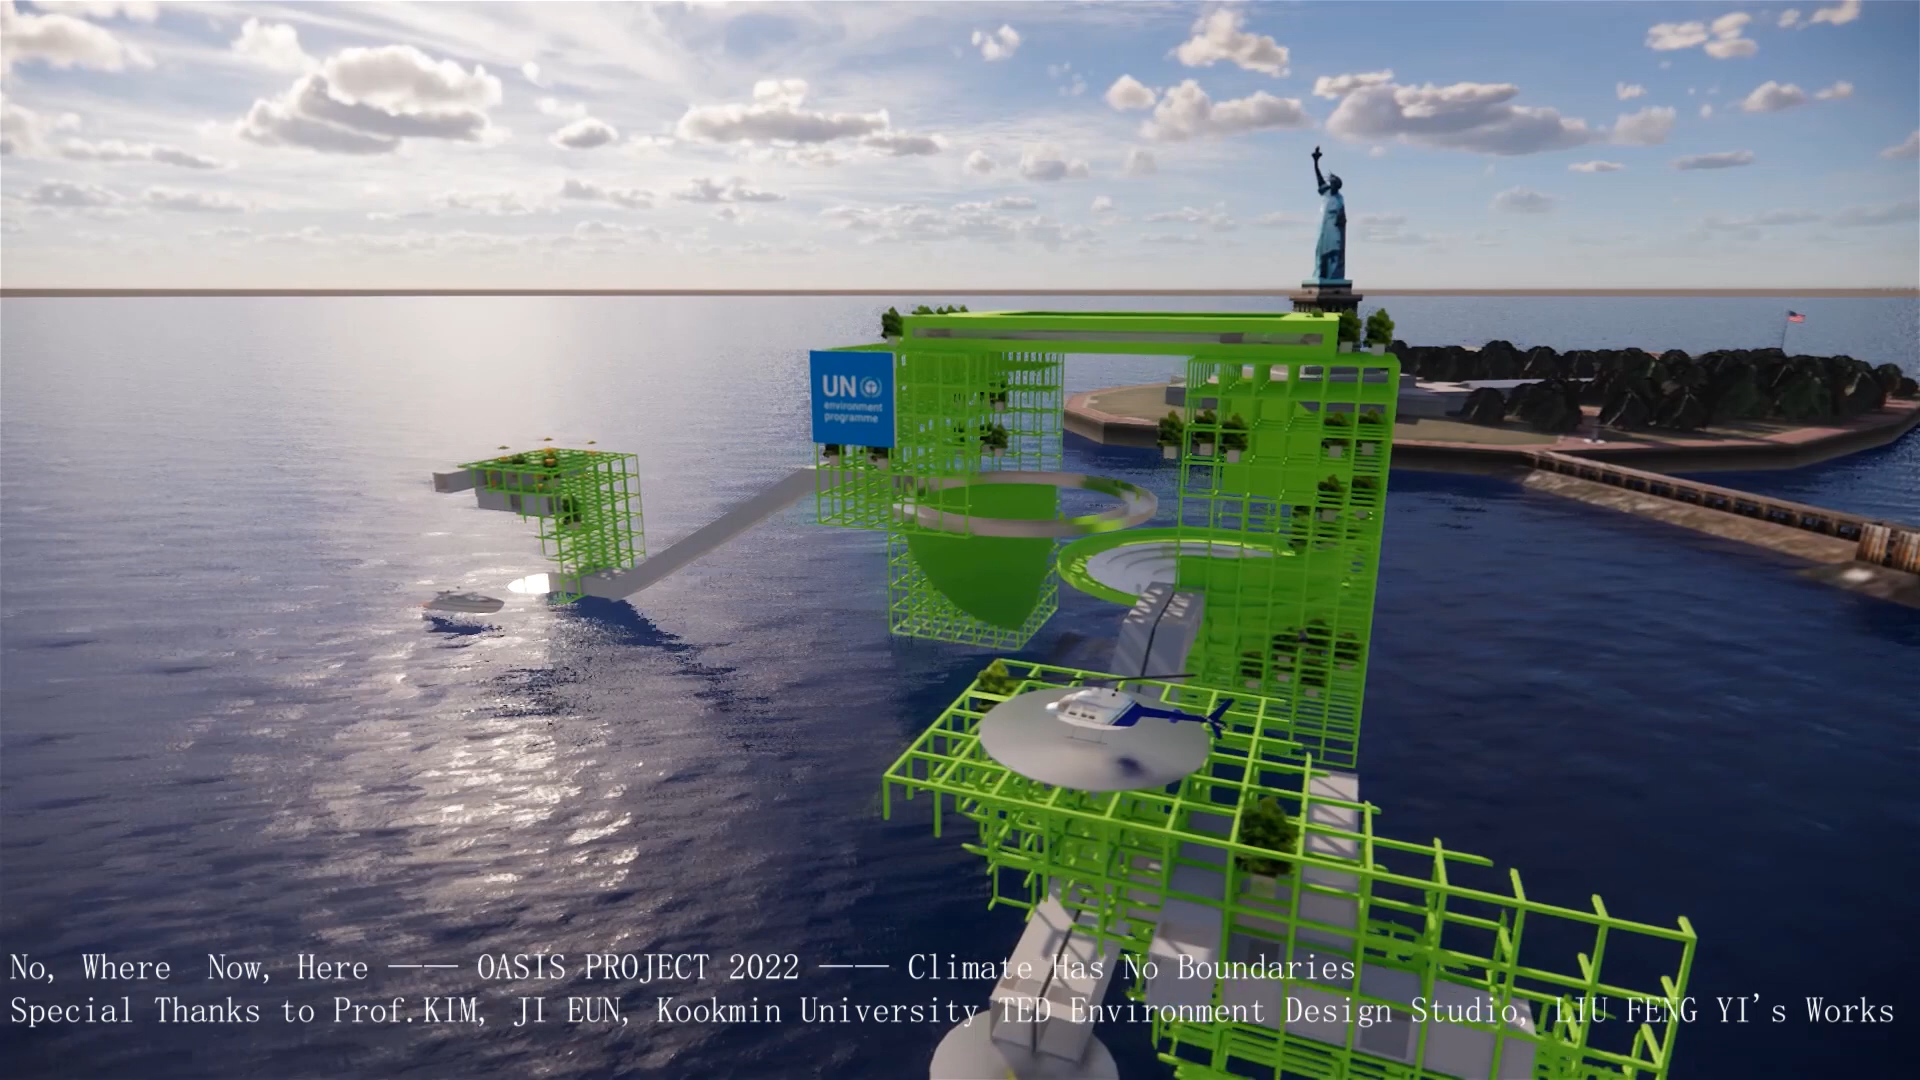 UN
environment
programme
No, Where  Now, Here —— OASIS PROJECT 2022 —— Climate Has No Boundaries
Special Thanks to Prof.KIM, JI EUN, Kookmin University TED Environment Design Studio, LIU FENG YI's Works